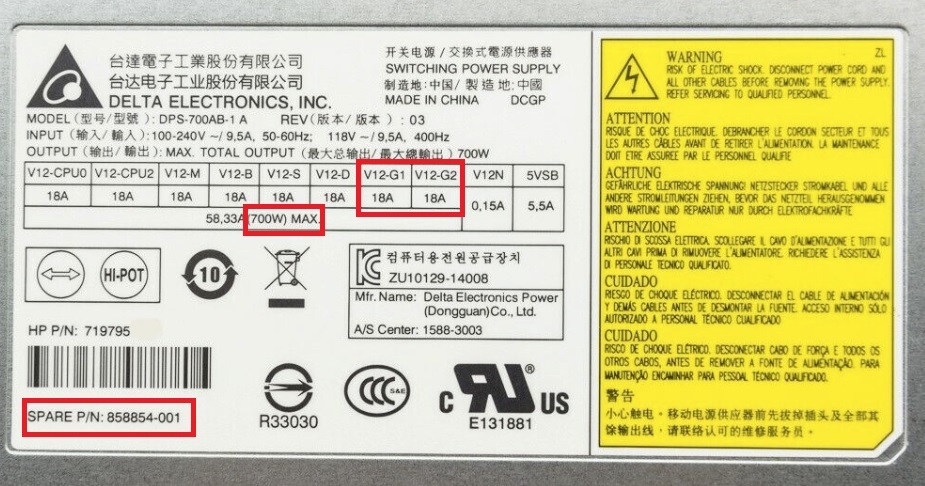 台達電子工業股份有限公司
台达电子工业股份有限公司
DELTA ELECTRONICS, INC.
开关电源 / 交換式電源供應器
SWITCHING POWER SUPPLY
制造地:中国/ 製造地:中國
MADE IN CHINA DCGP
MODEL (型号/型號) : DPS-700AB-1 A REV(版本/ 版本) : 03
INPUT (输入/ 輸入) :100-240V ~/ 9,5A, 50-60Hz; 118V ~/ 9,5A, 400Hz
OUTPUT (输出/ 輸出) : MAX. TOTAL OUTPUT (最大总输出/ 最大總輸出) 700W
V12-CPU0 V12-CPU2 V12-M V12-B V12-S V12-D V12-G1 V12-G2 V12N 5VSB
18A 18A 18A 18A 18A 18A 18A 18A 0,15A 5,5A
58,33A(700W) MAX.
HI-POT
10
컴퓨터용전원공급장치
ZU10129-14008
Mfr. Name: Delta Electronics Power
(Dongguan)Co., Ltd.
A/S Center: 1588-3003
HP P/N: 719795
SPARE P/N: 858854-001
R33030
CCC S&E
c RU ® US
E131881
ZL
WARNING
RISK OF ELECTRIC SHOCK. DISCONNECT POWER CORD AND
ALL OTHER CABLES BEFORE REMOVING THE POWER SUPPLY.
REFER SERVICING TO QUALIFIED PERSONNEL.
ATTENTION
RISQUE DE CHOC ELECTRIQUE. DEBRANCHER LE CORDON SECTEUR ET TOUS
LES AUTRES CÂBLES AVANT DE RETIRER L'ALIMENTATION. LA MAINTENANCE
DOIT ETRE ASSUREE PAR LE PERSONNEL QUALIFIE
ACHTUNG
GEFÄHRLICHE ELEKTRISCHE SPANNUNG! NETZSTECKER STROMKABEL UND ALLE
ANDERE STROMLEITUNGEN ZIEHEN, BEVOR DAS NETZTEIL HERAUSGENOMMEN
WIRD WARTUNG UND REPARATUR NUR DURCH ELEKTROFACHKRÄFTE
ATTENZIONE
RISCHIO DI SCOSSA ELETTRICA. SCOLLEGARE IL CAVO D'ALIMENTAZIONE E TUTTI GLI
ALTRI CAVI PRIMA DI RIMUOVERE L'ALIMENTATORE. RICHIEDERE L'ASSISTENZA
DI PERSONALE TECNICO QUALIFICATO.
CUIDADO
RIESGO DE CHOQUE ELÉCTRICO. DESCONNECTAR EL CABLE DE ALIMENTACIÓN
Y DEMÁS CABLES ANTES DE REMOVER LA FUENTE. ACCESO INTERNO SÓLO
AUTORIZADO A PERSONAL TÉCNICO CUALIFICADO
CUIDADO
RISCO DE CHOQUE ELÉTRICO. DESCONECTAR CABO DE FORÇA E TODOS OS
OTROS CABOS, ANTES DE REMOVER A FONTE DE ALIMENTAÇÃO. PARA
MANUTENÇÃO ENCAMINHAR PARA PESSOAL TÉCNICO QUALIFICADO.
警告
小心触电。移动电源供应器前先拔掉插头及全部其
馀输出线,请联络认可的维修服务员。